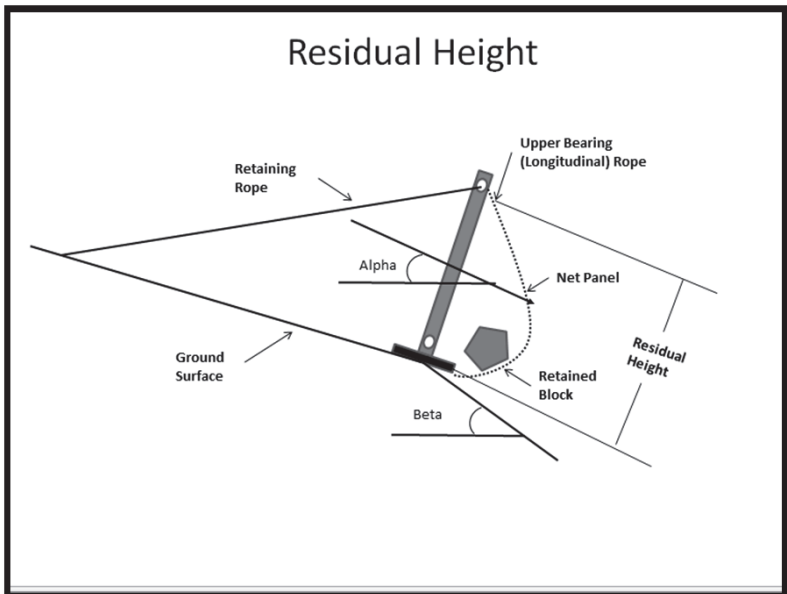 Residual Height
Upper Bearing
(Longitudinal) Rope
Retaining
Rope
Alpha
Net Panel
Residual
Height
Ground
Surface
Retained
Block
Beta